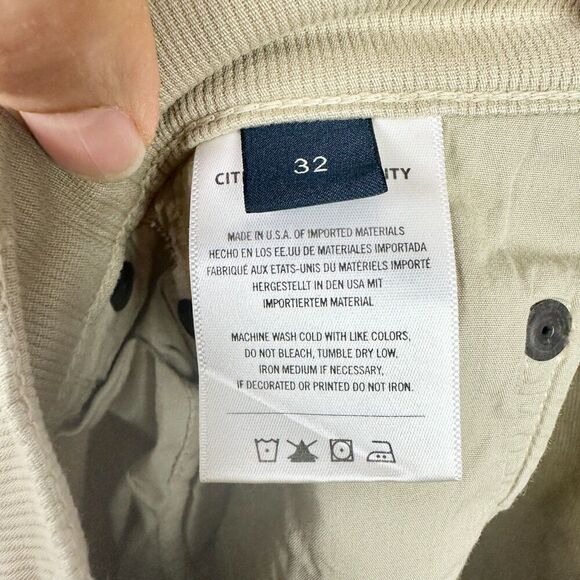 32
CIT ITY
MADE IN U.S.A. OF IMPORTED MATERIALS
HECHO EN LOS EE.UU DE MATERIALES IMPORTADA
FABRIQUÉ AUX ETATS-UNIS DU MATÉRIELS IMPORTÉ
HERGESTELLT IN DEN USA MIT
IMPORTIERTEM MATERIAL
MACHINE WASH COLD WITH LIKE COLORS,
DO NOT BLEACH, TUMBLE DRY LOW,
IRON MEDIUM IF NECESSARY,
IF DECORATED OR PRINTED DO NOT IRON.